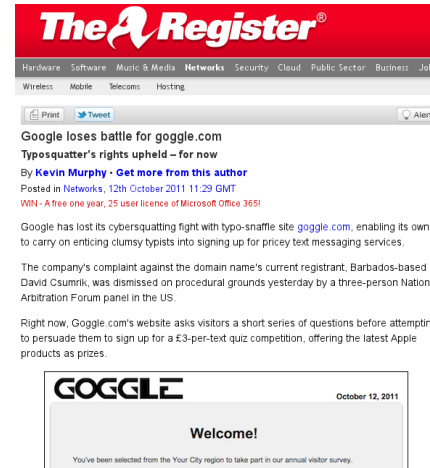 The Register®
Hardware Software Music & Media Networks Security Cloud Public Sector Business
Wireless Mobile Telecoms Hosting
Print Tweet
Google loses battle for goggle.com
Typosquatter's rights upheld – for now
By Kevin Murphy • Get more from this author
Posted in Networks, 12th October 2011 11:29 GMT
WIN - A free one year, 25 user licence of Microsoft Office 365!
Google has lost its cybersquatting fight with typo-snaffle site goggle.com, enabling its own
to carry on enticing clumsy typists into signing up for pricey text messaging services.
The company's complaint against the domain name's current registrant, Barbados-based
David Csumrik, was dismissed on procedural grounds yesterday by a three-person Nation
Arbitration Forum panel in the US.
Right now, Goggle.com's website asks visitors a short series of questions before attemptin
to persuade them to sign up for a £3-per-text quiz competition, offering the latest Apple
products as prizes.
GOGGLE October 12, 2011
Welcome!
You've been selected from the Your City region to take part in our annual visitor survey.